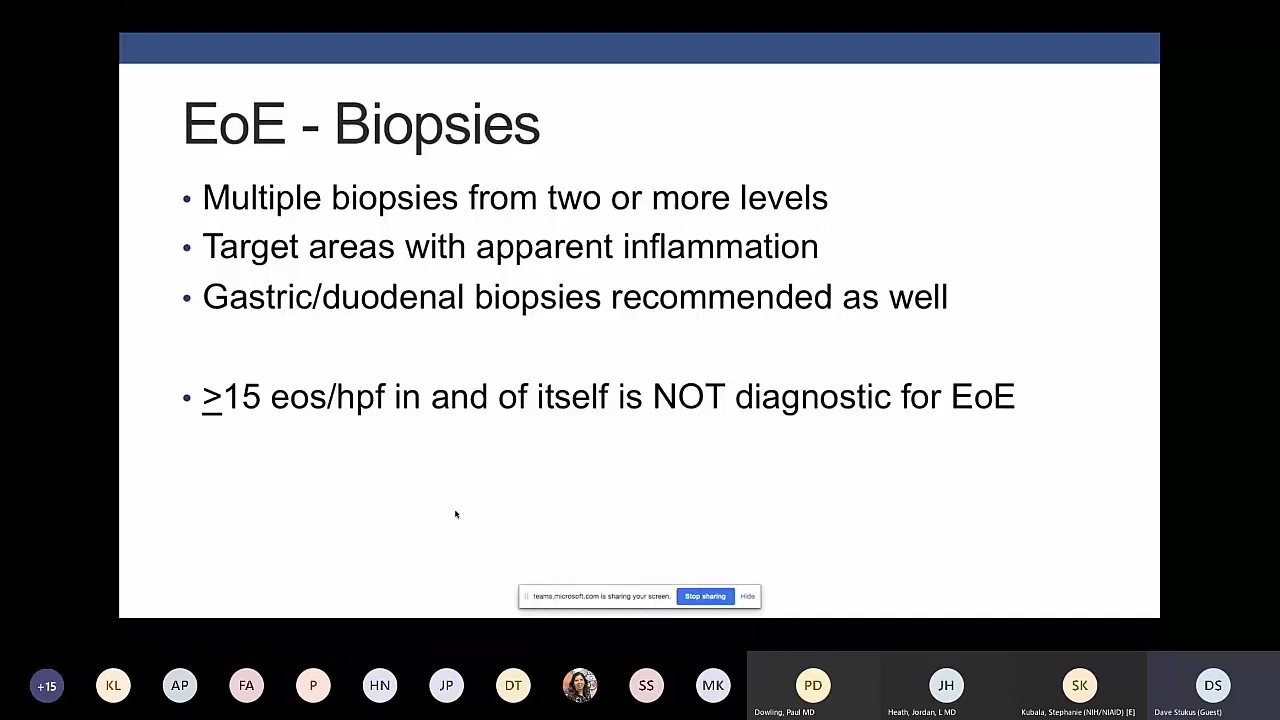 EoE - Biopsies
• Multiple biopsies from two or more levels
• Target areas with apparent inflammation
• Gastric/duodenal biopsies recommended as well
• >15 eos/hpf in and of itself is NOT diagnostic for EoE
teams.microsoft.com is sharing your screen. Stop sharing Hide
+15 KL AP FA P HN JP DT SS MK PD JH SK DS
Dowling, Paul MD Heath, Jordan, L MD Kubala, Stephanie (NIH/NIAID) [E] Dave Stukus (Guest)